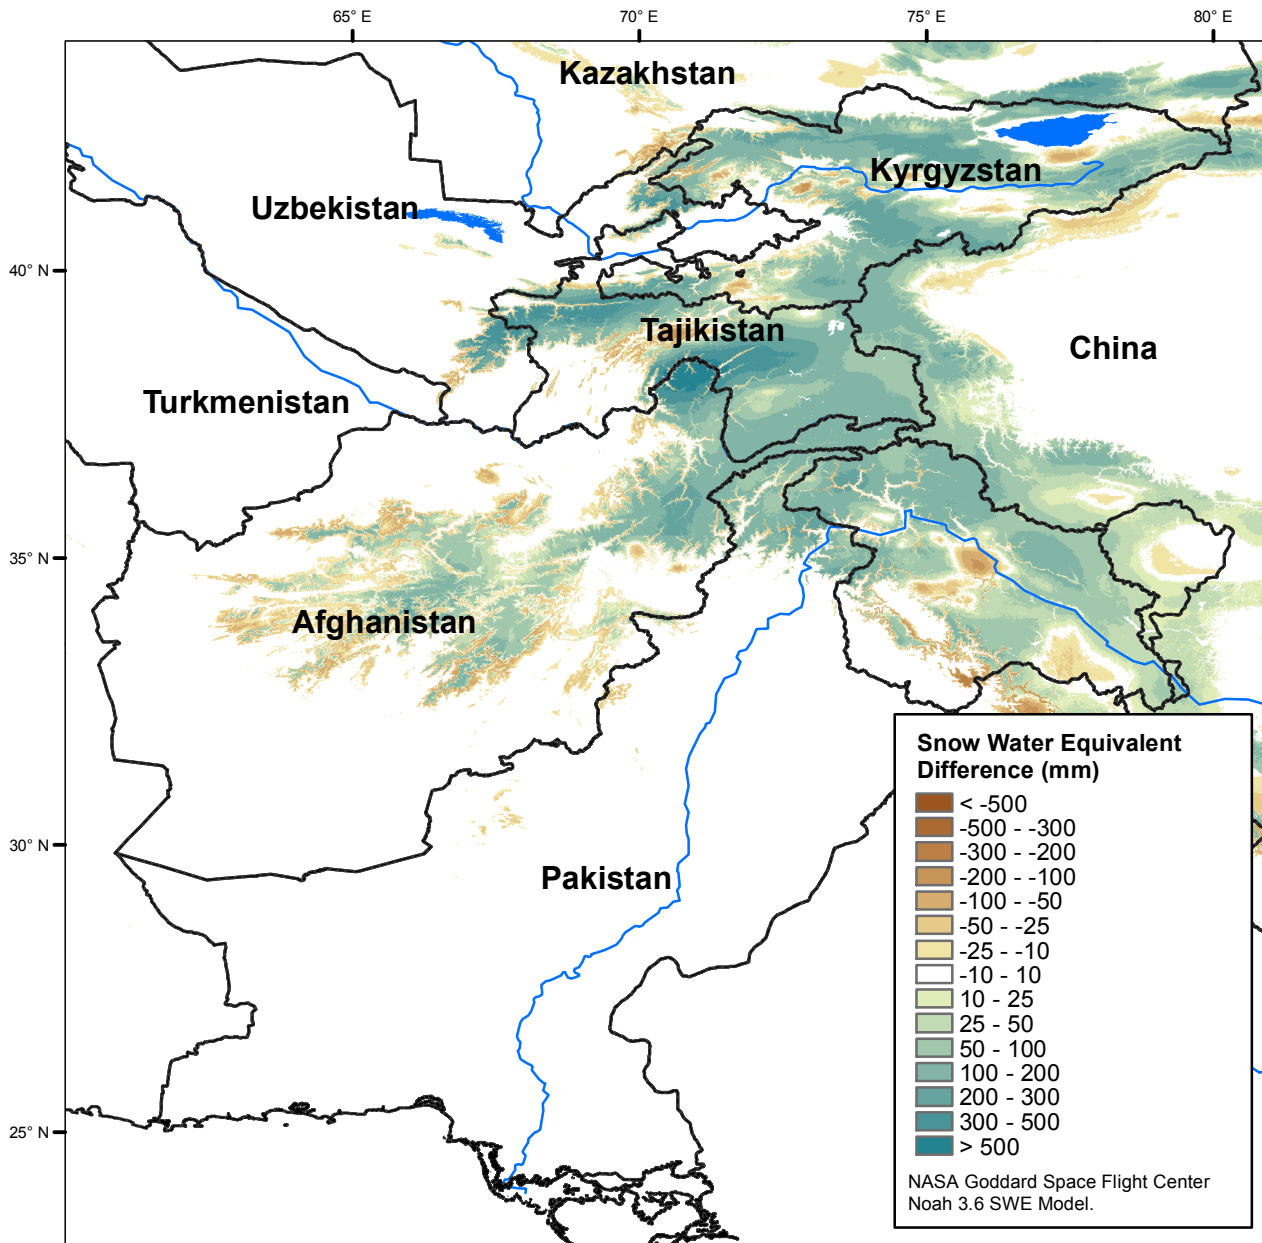 65° E
70° E
75° E
80° E
Kazakhstan
Kyrgyzstan
Uzbekistan
40° N
Tajikistan
China
Turkmenistan
35° N
Afghanistan
30° N
Pakistan
25° N
Snow Water Equivalent
Difference (mm)
< -500
-500 - -300
-300 - -200
-200 - -100
-100 - -50
-50 - -25
-25 - -10
-10 - 10
10 - 25
25 - 50
50 - 100
100 - 200
200 - 300
300 - 500
> 500
NASA Goddard Space Flight Center
Noah 3.6 SWE Model.